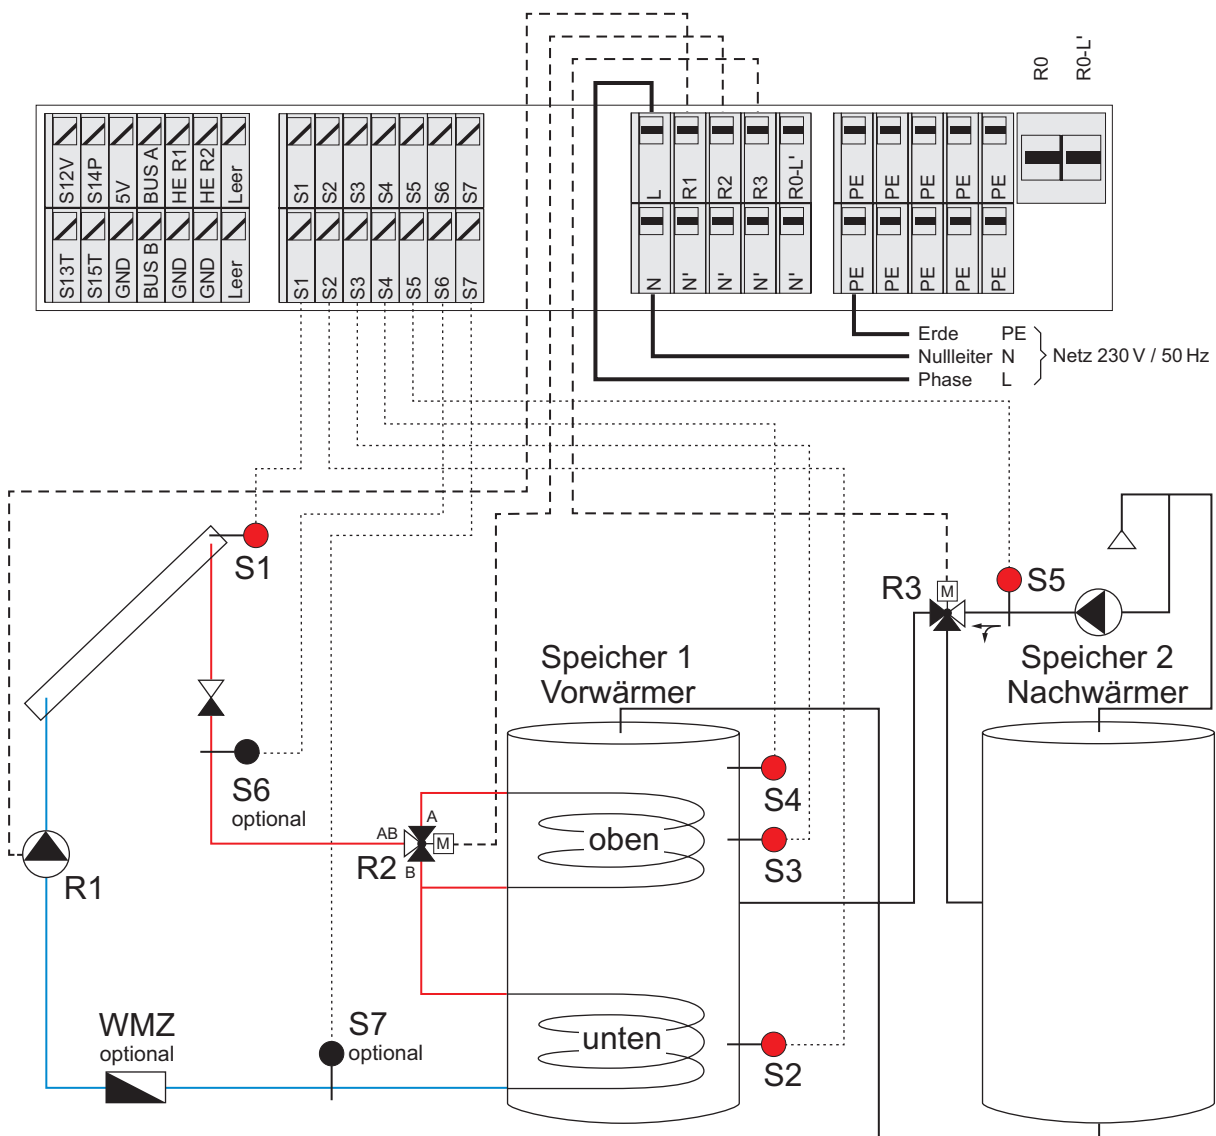 R0
R0-L'
S12V
S14P
5V
BUS A
HE R1
HE R2
Leer
S1
S2
S3
S4
S5
S6
S7
L
R1
R2
R3
R0-L'
PE
PE
PE
PE
PE
S13T
S15T
GND
BUS B
GND
GND
Leer
S1
S2
S3
S4
S5
S6
S7
N
N'
N'
N'
N'
PE
PE
PE
PE
PE
Erde PE
Nullleiter N
Phase L
Netz 230 V / 50 Hz
S1
R3
M
S5
Speicher 1
Vorwärmer
Speicher 2
Nachwärmer
S6
optional
S4
AB
A
M
B
R2
oben
S3
R1
WMZ
optional
S7
optional
unten
S2